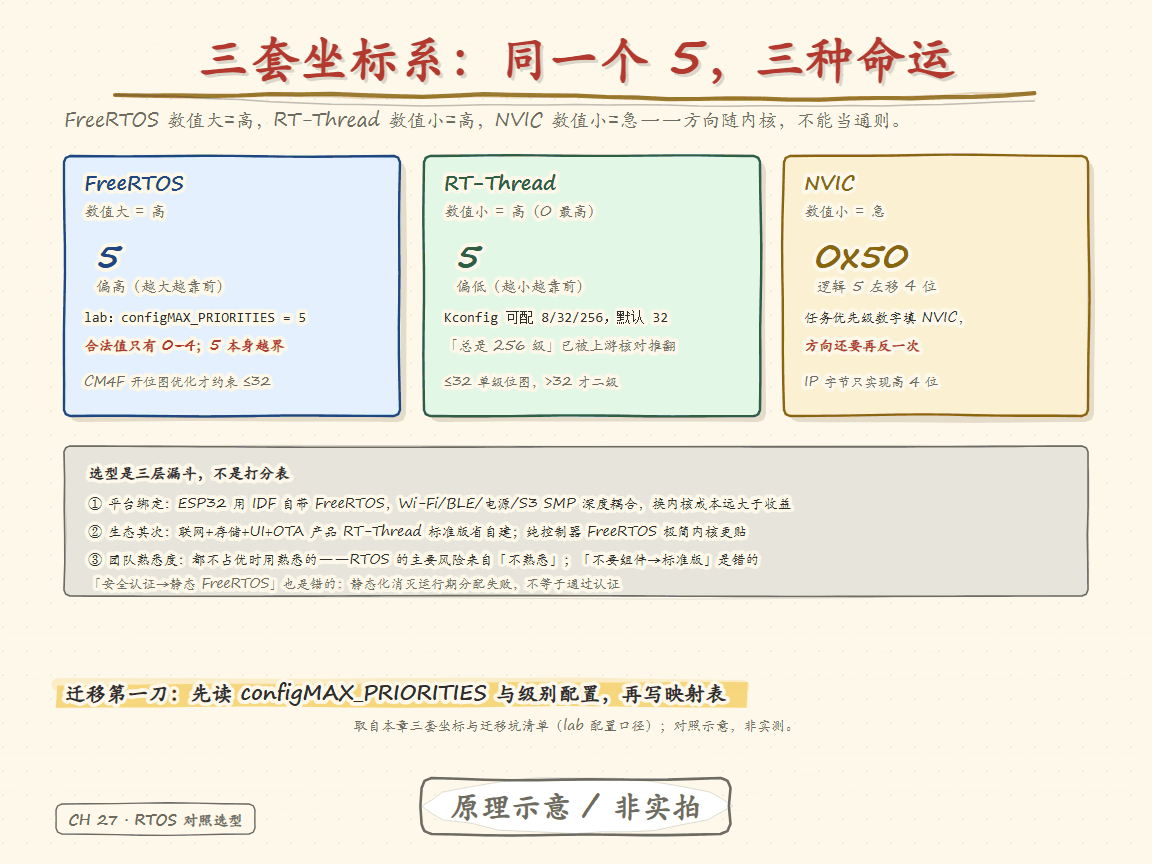 三套坐标系：同一个 5，三种命运
FreeRTOS 数值大=高，RT-Thread 数值小=高，NVIC 数值小=急——方向随内核，不能当通则。
FreeRTOS
数值大 = 高
5
偏高（越大越靠前）
lab: configMAX_PRIORITIES = 5
合法值只有 0-4；5 本身越界
CM4F 开位图优化才约束 ≤32
RT-Thread
数值小 = 高（0 最高）
5
偏低（越小越靠前）
Kconfig 可配 8/32/256，默认 32
「总是 256 级」已被上游核对推翻
≤32 单级位图，>32 才二级
NVIC
数值小 = 急
0x50
逻辑 5 左移 4 位
任务优先级数字填 NVIC，
方向还要再反一次
IP 字节只实现高 4 位
选型是三层漏斗，不是打分表
① 平台绑定：ESP32 用 IDF 自带 FreeRTOS，Wi-Fi/BLE/电源/S3 SMP 深度耦合，换内核成本远大于收益
② 生态其次：联网+存储+UI+OTA 产品 RT-Thread 标准版省自建；纯控制器 FreeRTOS 极简内核更贴
③ 团队熟悉度：都不占优时用熟悉的——RTOS 的主要风险来自「不熟悉」；「不要组件→标准版」是错的
「安全认证→静态 FreeRTOS」也是错的：静态化消灭运行期分配失败，不等于通过认证
迁移第一刀：先读 configMAX_PRIORITIES 与级别配置，再写映射表
取自本章三套坐标与迁移坑清单（lab 配置口径）；对照示意，非实测。
原理示意 / 非实拍
CH 27 · RTOS 对照选型